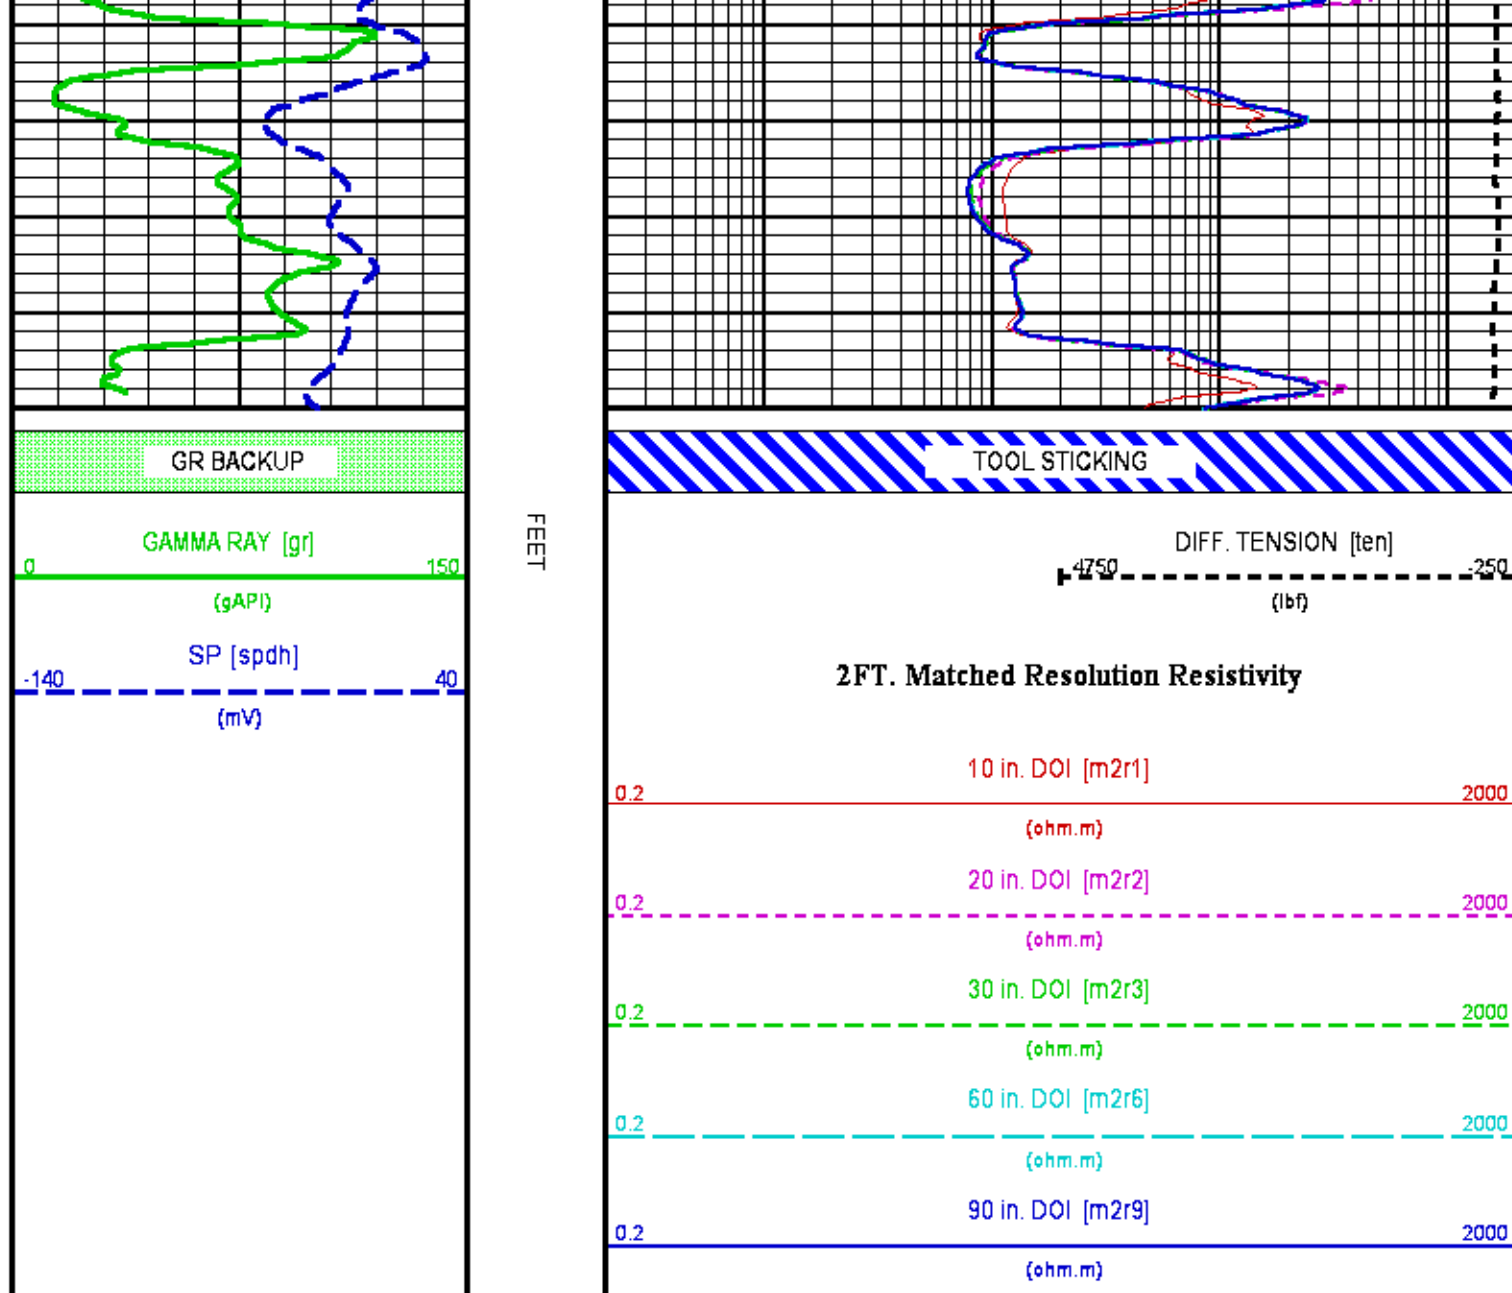 GR BACKUP
GAMMA RAY [gr]
0 150
(gAPI)
SP [spdh]
-140 40
(mV)
FEET
TOOL STICKING
DIFF. TENSION [ten]
4750 -250
(lbf)
2FT. Matched Resolution Resistivity
10 in. DOI [m2r1]
0.2 2000
(ohm.m)
20 in. DOI [m2r2]
0.2 2000
(ohm.m)
30 in. DOI [m2r3]
0.2 2000
(ohm.m)
60 in. DOI [m2r6]
0.2 2000
(ohm.m)
90 in. DOI [m2r9]
0.2 2000
(ohm.m)